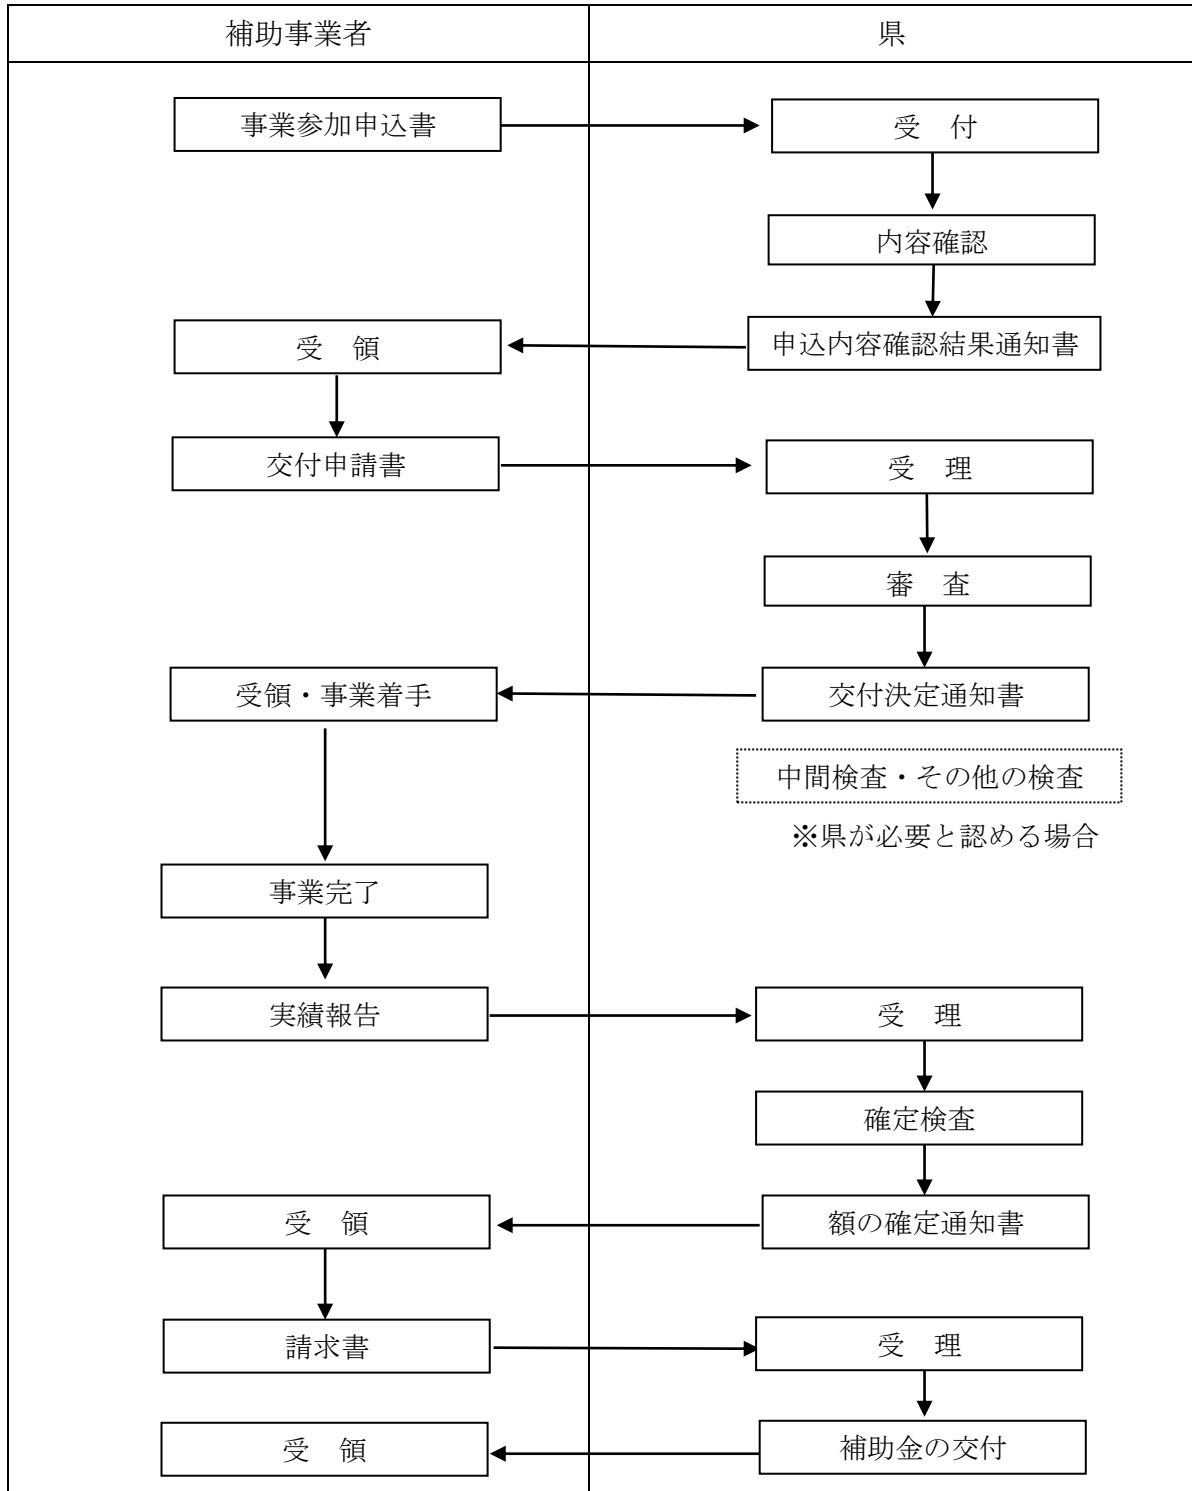 補助事業者
県
事業参加申込書
受　付
内容確認
申込内容確認結果通知書
受　領
交付申請書
受　理
審　査
交付決定通知書
受領・事業着手
中間検査・その他の検査
※県が必要と認める場合
事業完了
実績報告
受　理
確定検査
額の確定通知書
受　領
請求書
受　理
補助金の交付
受　領